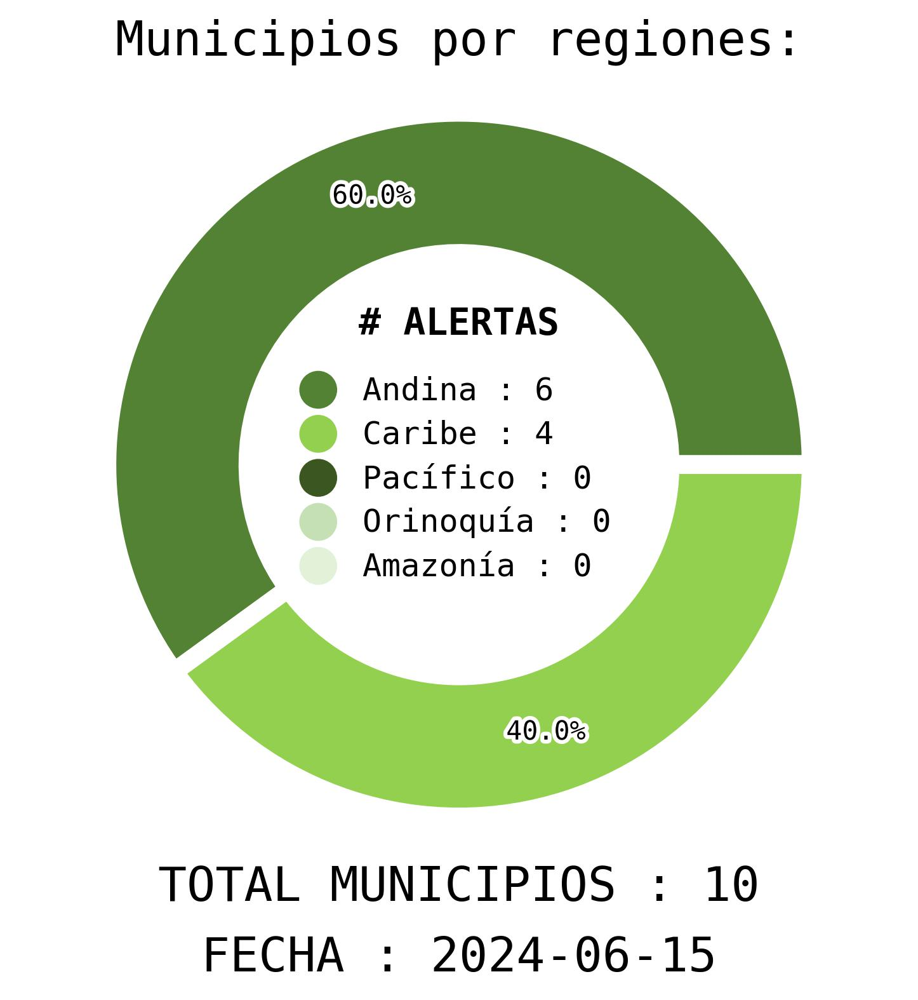 Municipios por regiones:
60.0%
# ALERTAS
Andina : 6
Caribe : 4
Pacífico : 0
Orinoquía : 0
Amazonía : 0
40.0%
TOTAL MUNICIPIOS : 10
FECHA : 2024-06-15